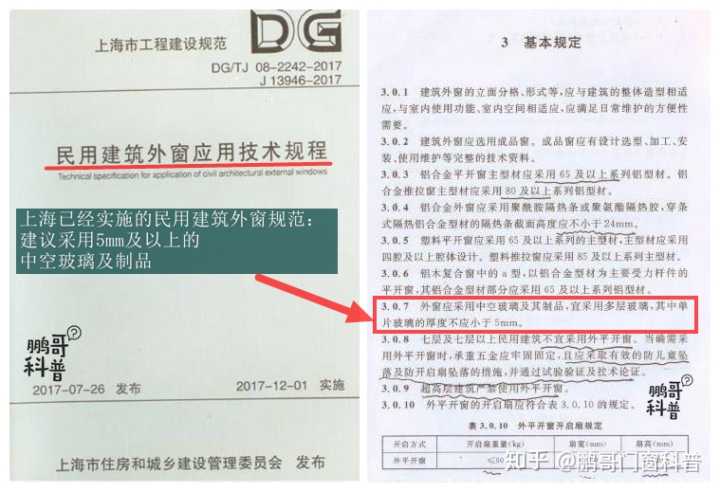 上海市工程建设规范
DG
DG/TJ 08-2242-2017
J 13946-2017
民用建筑外窗应用技术规程
Technical specification for application of civil architectural external windows
上海已经实施的民用建筑外窗规范：
建议采用5mm及以上的
中空玻璃及制品
鹏哥
科普
2017-07-26 发布
2017-12-01 实施
上海市住房和城乡建设管理委员会 发布
3 基本规定
3.0.1 建筑外窗的立面分格、形式等,应与建筑的整体造型相适
应,与室内使用功能、室内空间相适应,应满足日常维护的方便性
需要。
3.0.2 建筑外窗应选用成品窗。成品窗应有设计选型、加工、安
装、使用维护等完整的技术资料。
3.0.3 铝合金平开窗主型材应采用 65 及以上系列铝型材。铝
合金推拉窗主型材应采用 80 及以上系列铝型材。
3.0.4 铝合金外窗应采用聚酰胺隔热条或聚氨酯隔热胶,穿条
式隔热铝合金型材的隔热条截面高度应不小于24mm。
3.0.5 塑料平开窗应采用 65 及以上系列的主型材,主型材应采用
四腔及以上腔体设计。塑料推拉窗应采用 85 及以上系列型材。
3.0.6 铝木复合窗中的 a 型,以铝合金型材为主要受力杆件的
平开窗,其铝合金型材部分应采用 65 及以上系列铝型材。
3.0.7 外窗应采用中空玻璃及其制品,宜采用多层玻璃,其中单
片玻璃的厚度不应小于 5mm。
3.0.8 七层及七层以上民用建筑不宜采用外平开窗。当确需采
用外平开窗时,承重五金应牢固固定,且应采取有效的防儿童坠
落及防开启扇坠落的措施,并通过试验验证及技术论证。
3.0.9 超高层建筑严禁使用外平开窗。
3.0.10 外平开窗的开启扇应符合表 3.0.10 的规定。
鹏哥
科普
表 3.0.10 外平开窗开启扇规定
开启方式 开启扇重量(kg) 扇宽(mm) 扇高(mm)
外平开窗
知乎 @鹏哥门窗科普